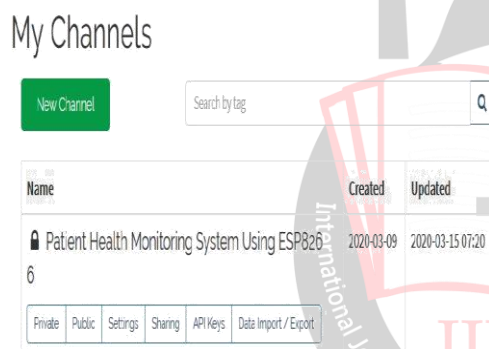 My Channels
New Channel
Search by tag
Name Created Updated
Patient Health Monitoring System Using ESP826 2020-03-09 2020-03-15 07:20
6
Private Public Settings Sharing API Keys Data Import / Export
International J